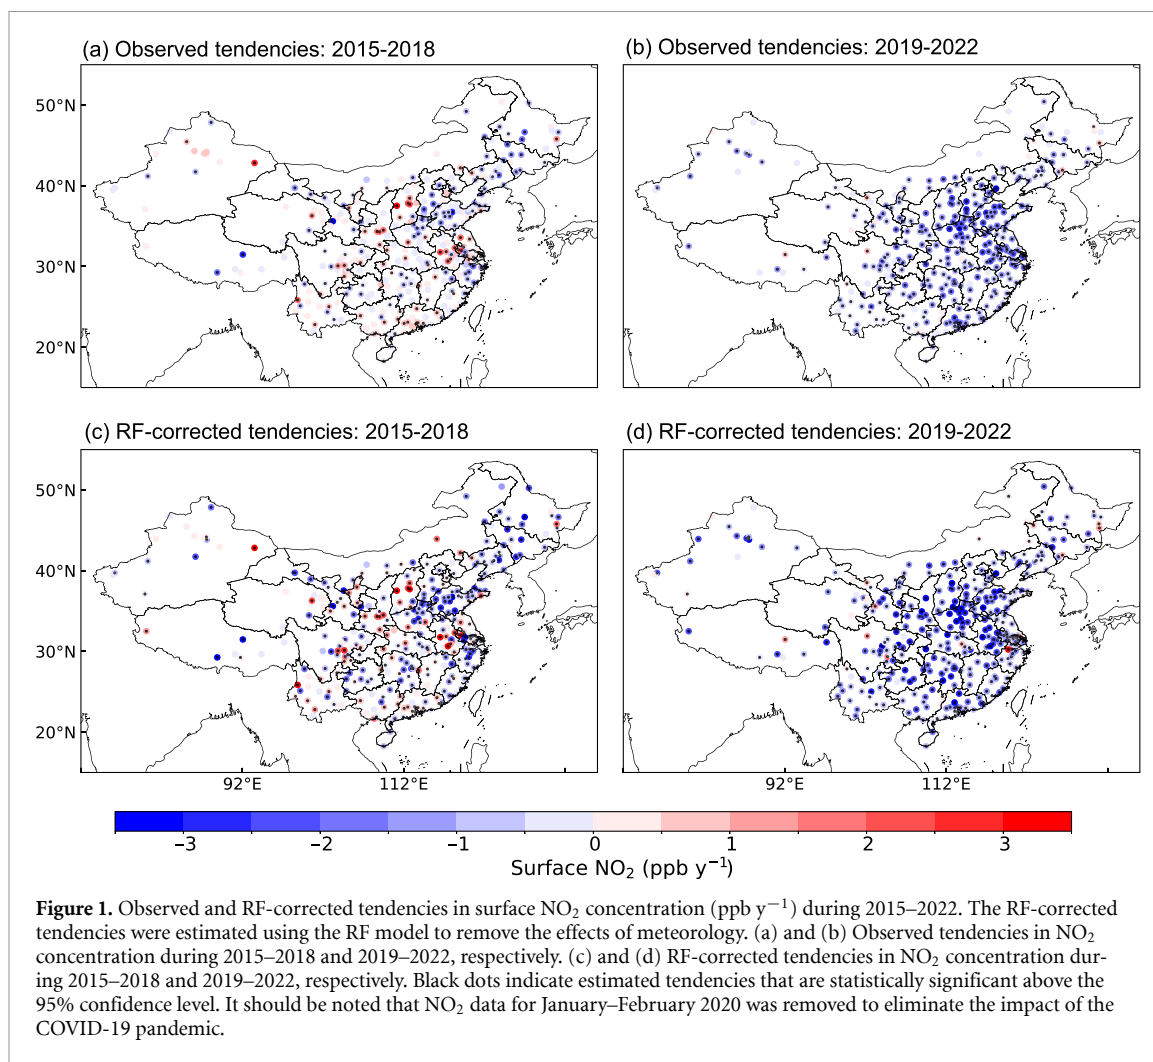 (a) Observed tendencies: 2015-2018
(b) Observed tendencies: 2019-2022
50°N
40°N
30°N
20°N
(c) RF-corrected tendencies: 2015-2018
(d) RF-corrected tendencies: 2019-2022
50°N
40°N
30°N
20°N
92°E 112°E 92°E 112°E
−3 −2 −1 0 1 2 3
Surface NO₂ (ppb y⁻¹)
Figure 1. Observed and RF-corrected tendencies in surface NO₂ concentration (ppb y⁻¹) during 2015–2022. The RF-corrected
tendencies were estimated using the RF model to remove the effects of meteorology. (a) and (b) Observed tendencies in NO₂
concentration during 2015–2018 and 2019–2022, respectively. (c) and (d) RF-corrected tendencies in NO₂ concentration dur-
ing 2015–2018 and 2019–2022, respectively. Black dots indicate estimated tendencies that are statistically significant above the
95% confidence level. It should be noted that NO₂ data for January–February 2020 was removed to eliminate the impact of the
COVID-19 pandemic.